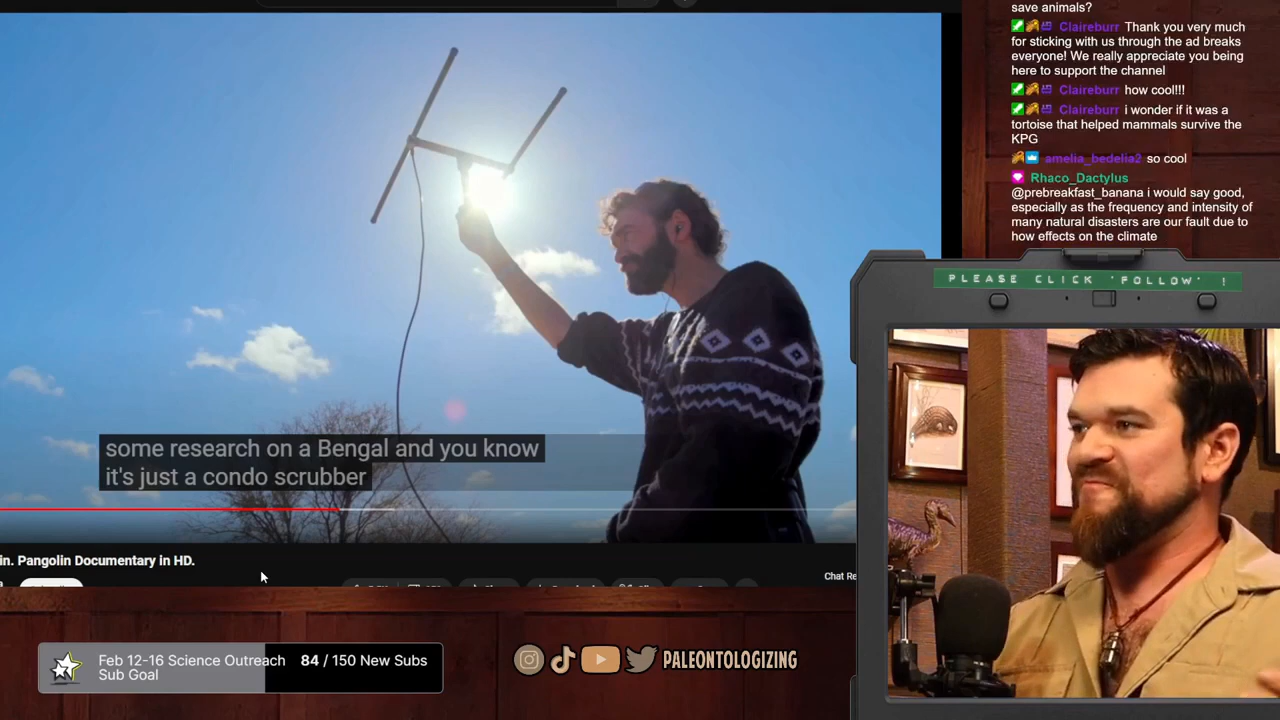 save animals?
Claireburr Thank you very much
for sticking with us through the ad breaks
everyone! We really appreciate you being
here to support the channel
Claireburr how cool!!!
Claireburr i wonder if it was a
tortoise that helped mammals survive the
KPG
amelia_bedelia2 so cool
Rhaco_Dactylus
@prebreakfast_banana i would say good,
especially as the frequency and intensity of
many natural disasters are our fault due to
how effects on the climate
PLEASE CLICK 'FOLLOW' !
some research on a Bengal and you know
it's just a condo scrubber
in. Pangolin Documentary in HD.
Chat Re
Feb 12-16 Science Outreach 84 / 150 New Subs
Sub Goal
PALEONTOLOGIZING